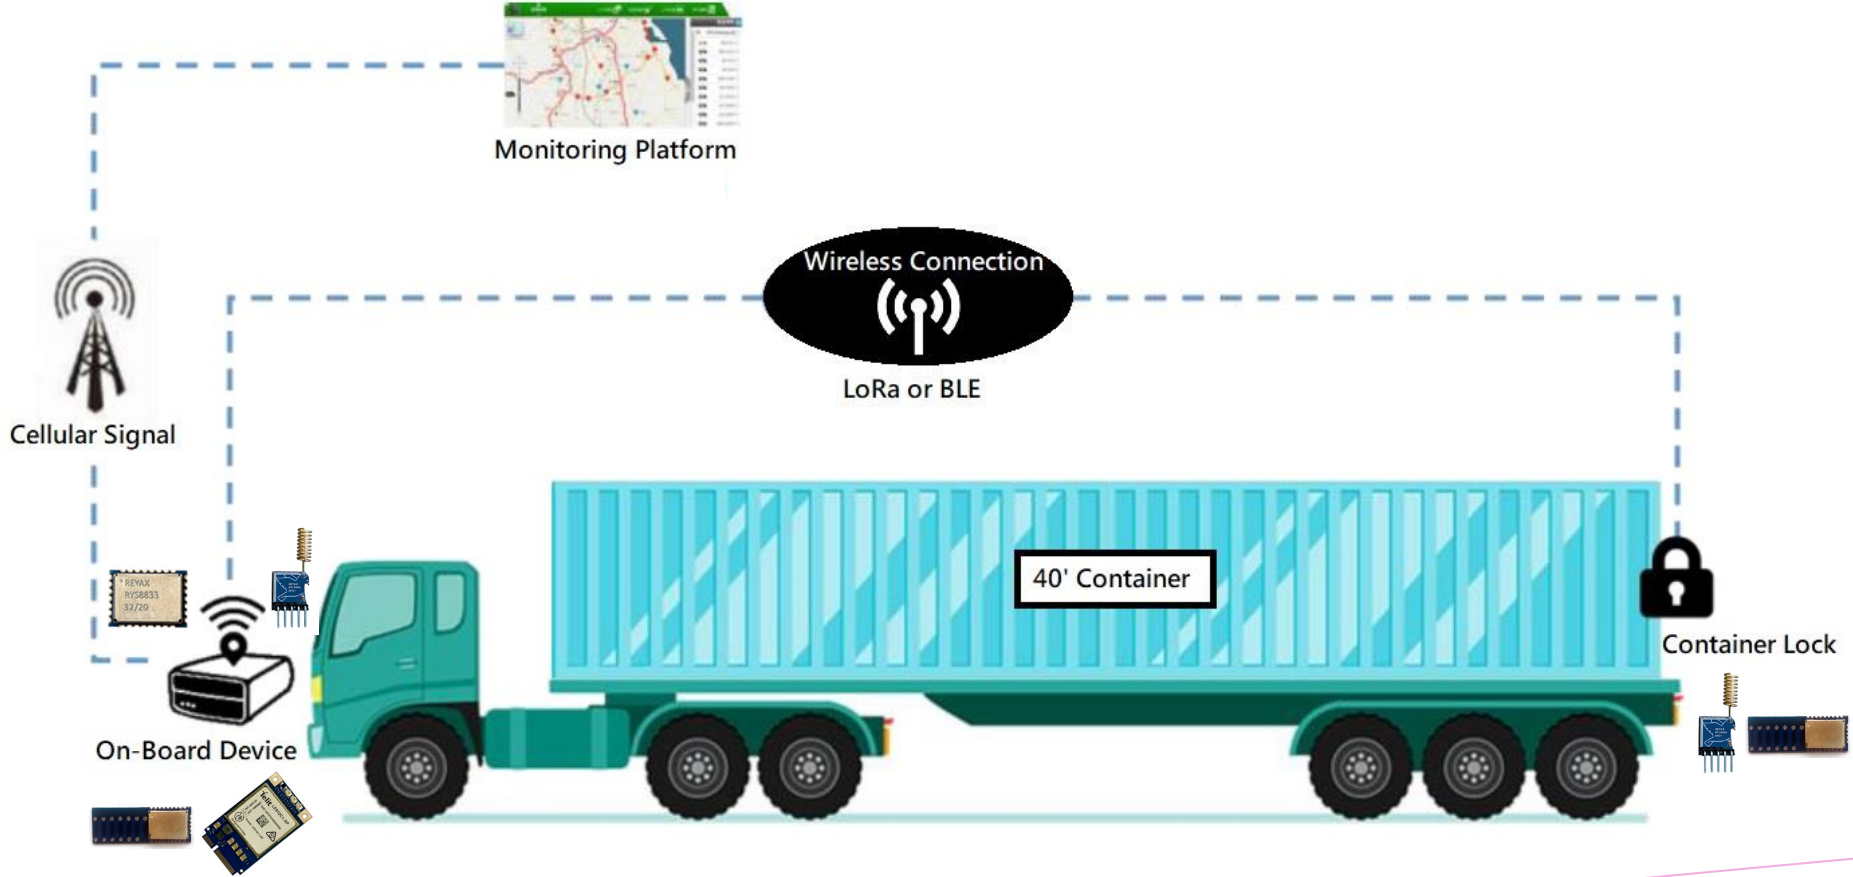 Monitoring Platform
Wireless Connection
LoRa or BLE
Cellular Signal
40' Container
REYAX
RYS8833
32/20
Container Lock
On-Board Device
Telit